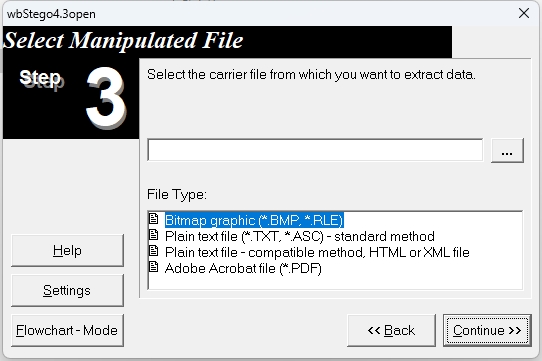 wbStego4.3open
Select Manipulated File
Step 3
Select the carrier file from which you want to extract data.
...
File Type:
Bitmap graphic (*.BMP, *.RLE)
Plain text file (*.TXT, *.ASC) - standard method
Plain text file - compatible method, HTML or XML file
Adobe Acrobat file (*.PDF)
Help
Settings
Flowchart - Mode
<< Back
Continue >>